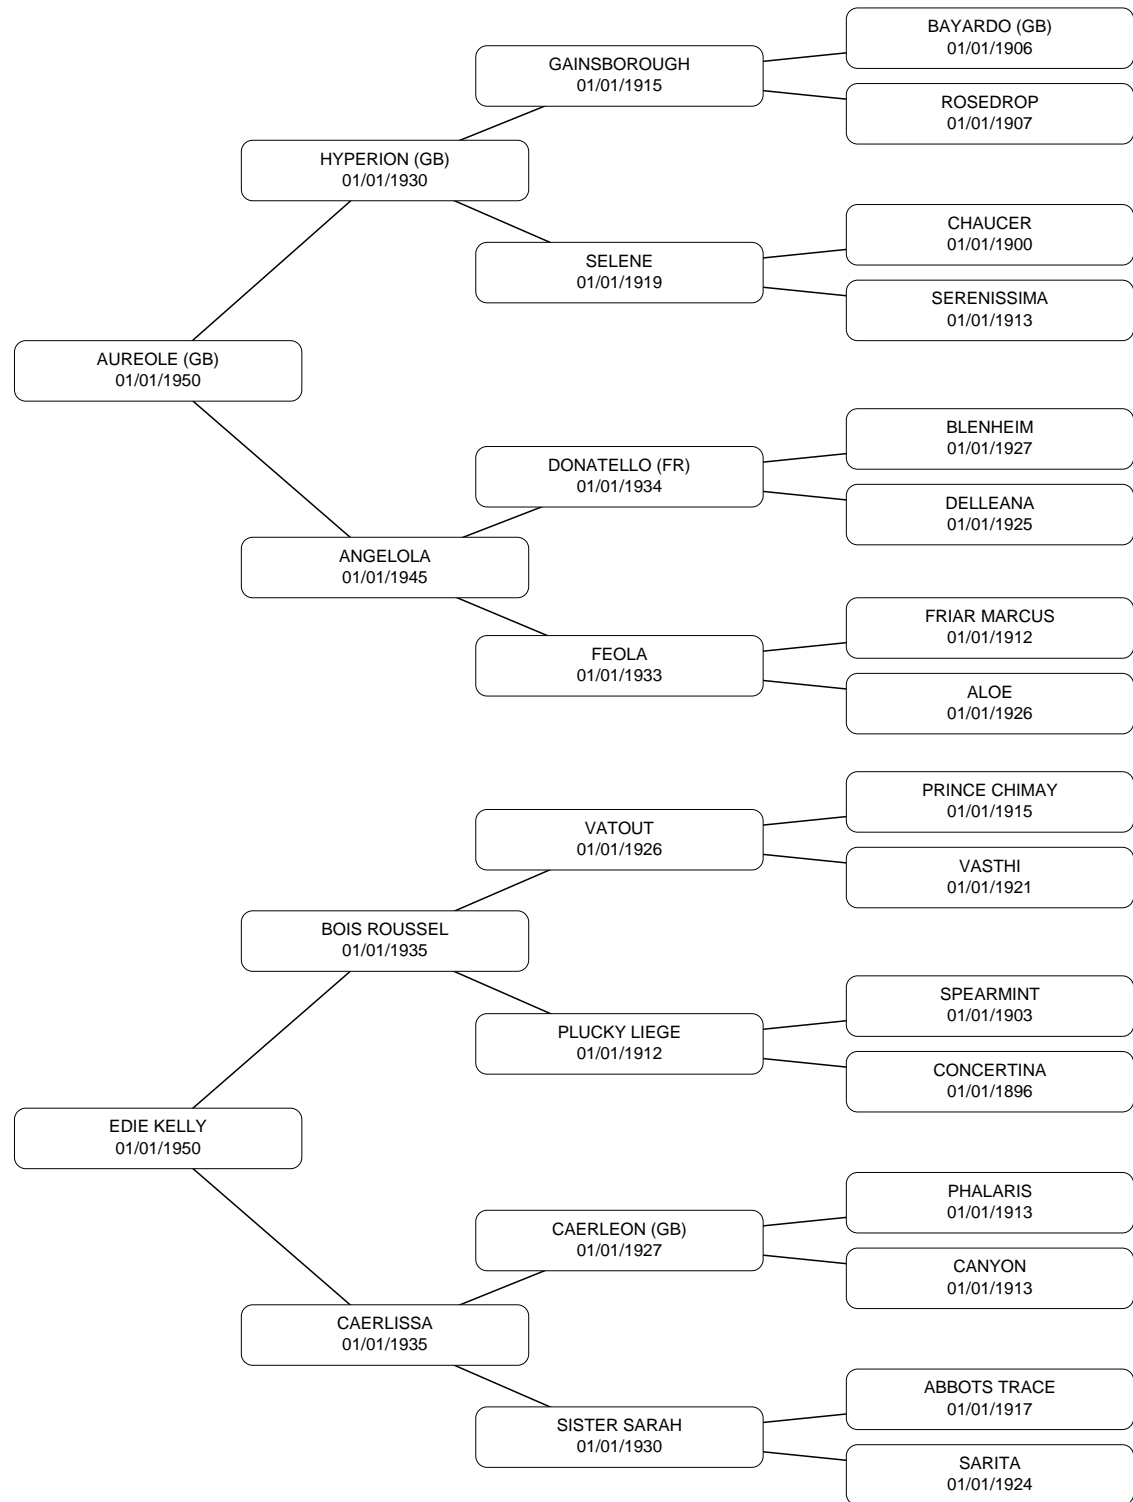 BAYARDO (GB)
01/01/1906
GAINSBOROUGH
01/01/1915
ROSEDROP
01/01/1907
HYPERION (GB)
01/01/1930
CHAUCER
01/01/1900
SELENE
01/01/1919
SERENISSIMA
01/01/1913
AUREOLE (GB)
01/01/1950
BLENHEIM
01/01/1927
DONATELLO (FR)
01/01/1934
DELLEANA
01/01/1925
ANGELOLA
01/01/1945
FRIAR MARCUS
01/01/1912
FEOLA
01/01/1933
ALOE
01/01/1926
PRINCE CHIMAY
01/01/1915
VATOUT
01/01/1926
VASTHI
01/01/1921
BOIS ROUSSEL
01/01/1935
SPEARMINT
01/01/1903
PLUCKY LIEGE
01/01/1912
CONCERTINA
01/01/1896
EDIE KELLY
01/01/1950
PHALARIS
01/01/1913
CAERLEON (GB)
01/01/1927
CANYON
01/01/1913
CAERLISSA
01/01/1935
ABBOTS TRACE
01/01/1917
SISTER SARAH
01/01/1930
SARITA
01/01/1924